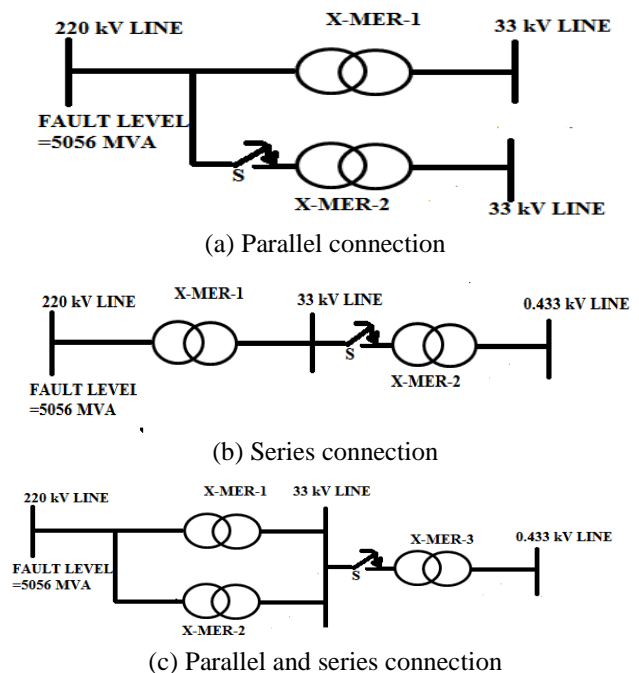 220 kV LINE
X-MER-1
33 kV LINE
FAULT LEVEL
=5056 MVA
S
X-MER-2
33 kV LINE
(a) Parallel connection
220 kV LINE
X-MER-1
33 kV LINE
0.433 kV LINE
S
X-MER-2
FAULT LEVEL
=5056 MVA
(b) Series connection
220 kV LINE
X-MER-1
33 kV LINE
X-MER-3
0.433 kV LINE
FAULT LEVEL
=5056 MVA
S
X-MER-2
(c) Parallel and series connection